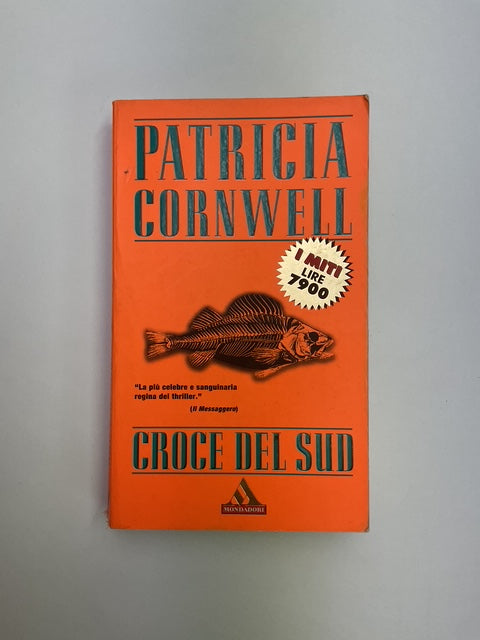 PATRICIA
CORNWELL
I MITI
LIRE
7900
"La più celebre e sanguinaria
regina del thriller."
(Il Messaggero)
CROCE DEL SUD
MONDADORI